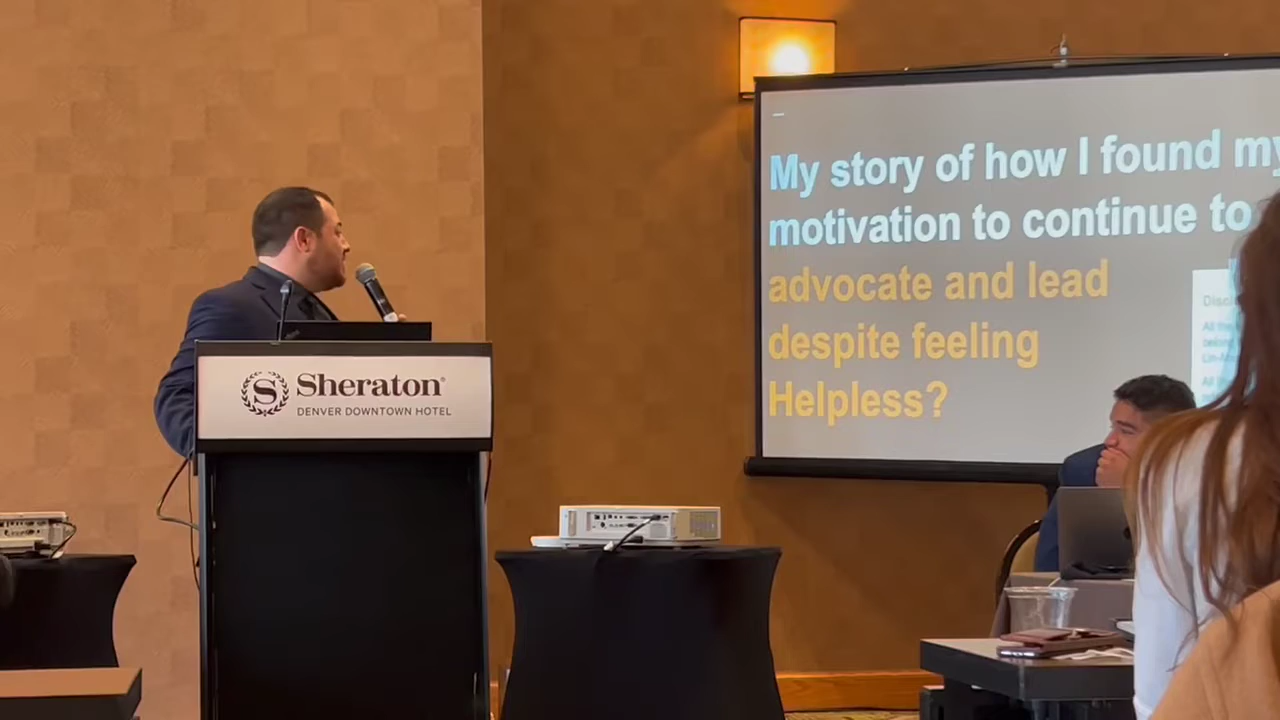 My story of how I found my
motivation to continue to
advocate and lead
despite feeling
Helpless?
S Sheraton
DENVER DOWNTOWN HOTEL